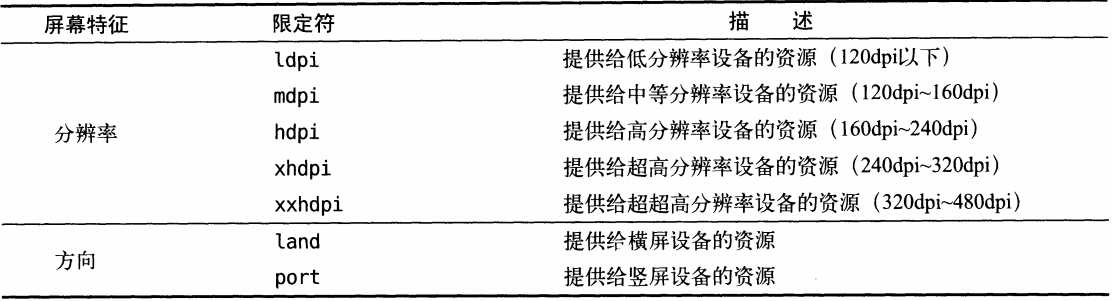 屏幕特征 限定符 描 述
ldpi 提供给低分辨率设备的资源（120dpi以下）
mdpi 提供给中等分辨率设备的资源（120dpi~160dpi）
分辨率 hdpi 提供给高分辨率设备的资源（160dpi~240dpi）
xhdpi 提供给超高分辨率设备的资源（240dpi~320dpi）
xxhdpi 提供给超超高分辨率设备的资源（320dpi~480dpi）
方向 land 提供给横屏设备的资源
port 提供给竖屏设备的资源